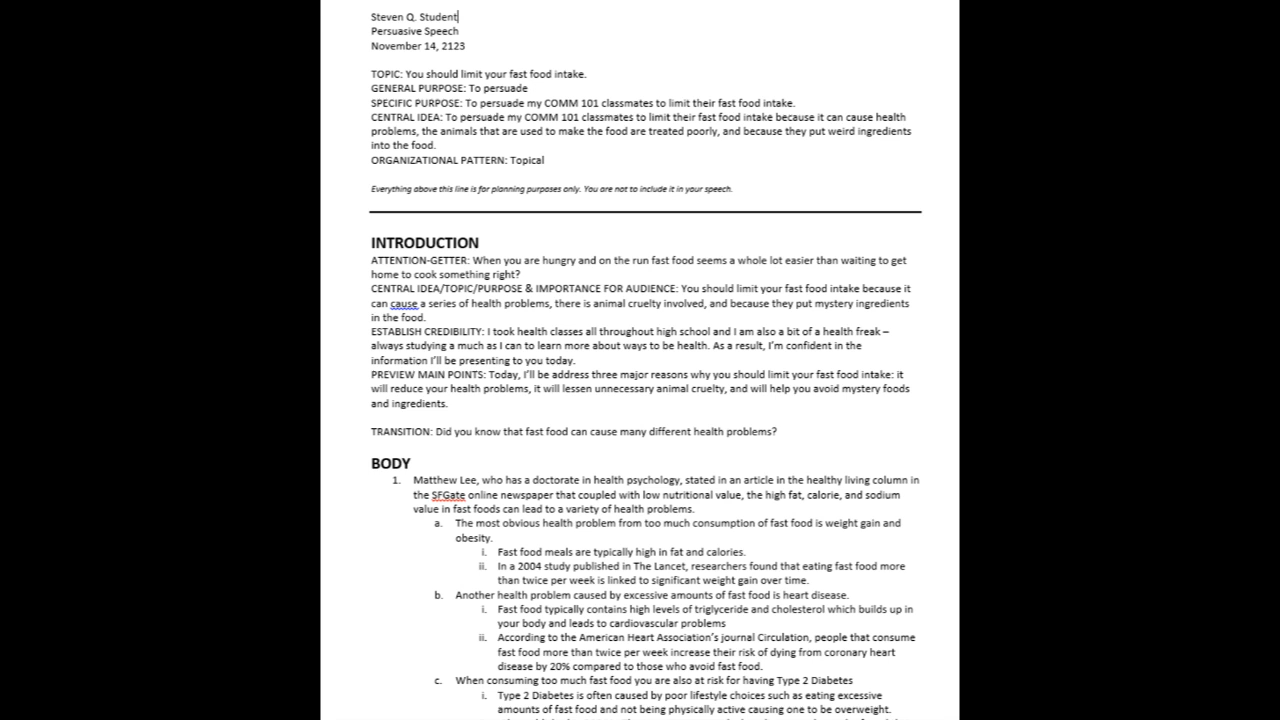 Steven Q. Student
Persuasive Speech
November 14, 2123
TOPIC: You should limit your fast food intake.
GENERAL PURPOSE: To persuade
SPECIFIC PURPOSE: To persuade my COMM 101 classmates to limit their fast food intake.
CENTRAL IDEA: To persuade my COMM 101 classmates to limit their fast food intake because it can cause health
problems, the animals that are used to make the food are treated poorly, and because they put weird ingredients
into the food.
ORGANIZATIONAL PATTERN: Topical
Everything above this line is for planning purposes only. You are not to include it in your speech.
INTRODUCTION
ATTENTION-GETTER: When you are hungry and on the run fast food seems a whole lot easier than waiting to get
home to cook something right?
CENTRAL IDEA/TOPIC/PURPOSE & IMPORTANCE FOR AUDIENCE: You should limit your fast food intake because it
can cause a series of health problems, there is animal cruelty involved, and because they put mystery ingredients
in the food.
ESTABLISH CREDIBILITY: I took health classes all throughout high school and I am also a bit of a health freak –
always studying a much as I can to learn more about ways to be health. As a result, I'm confident in the
information I'll be presenting to you today.
PREVIEW MAIN POINTS: Today, I'll be address three major reasons why you should limit your fast food intake: it
will reduce your health problems, it will lessen unnecessary animal cruelty, and will help you avoid mystery foods
and ingredients.
TRANSITION: Did you know that fast food can cause many different health problems?
BODY
1. Matthew Lee, who has a doctorate in health psychology, stated in an article in the healthy living column in
the SFGate online newspaper that coupled with low nutritional value, the high fat, calorie, and sodium
value in fast foods can lead to a variety of health problems.
a. The most obvious health problem from too much consumption of fast food is weight gain and
obesity.
i. Fast food meals are typically high in fat and calories.
ii. In a 2004 study published in The Lancet, researchers found that eating fast food more
than twice per week is linked to significant weight gain over time.
b. Another health problem caused by excessive amounts of fast food is heart disease.
i. Fast food typically contains high levels of triglyceride and cholesterol which builds up in
your body and leads to cardiovascular problems
ii. According to the American Heart Association's journal Circulation, people that consume
fast food more than twice per week increase their risk of dying from coronary heart
disease by 20% compared to those who avoid fast food.
c. When consuming too much fast food you are also at risk for having Type 2 Diabetes
i. Type 2 Diabetes is often caused by poor lifestyle choices such as eating excessive
amounts of fast food and not being physically active causing one to be overweight.